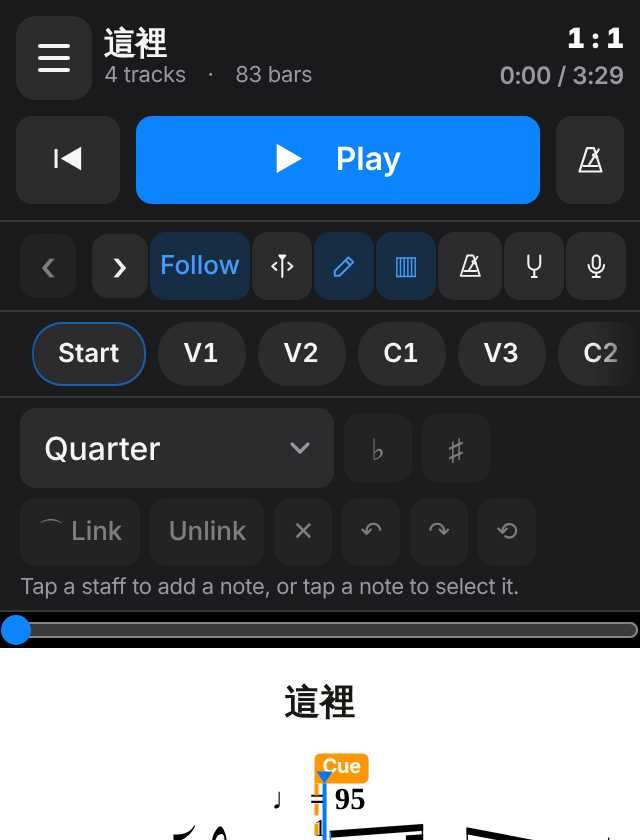 這裡
1:1
4 tracks · 83 bars
0:00 / 3:29
Play
Follow
Start V1 V2 C1 V3 C2
Quarter ♭ ♯
Link Unlink
Tap a staff to add a note, or tap a note to select it.
這裡
Cue
♩ = 95
1